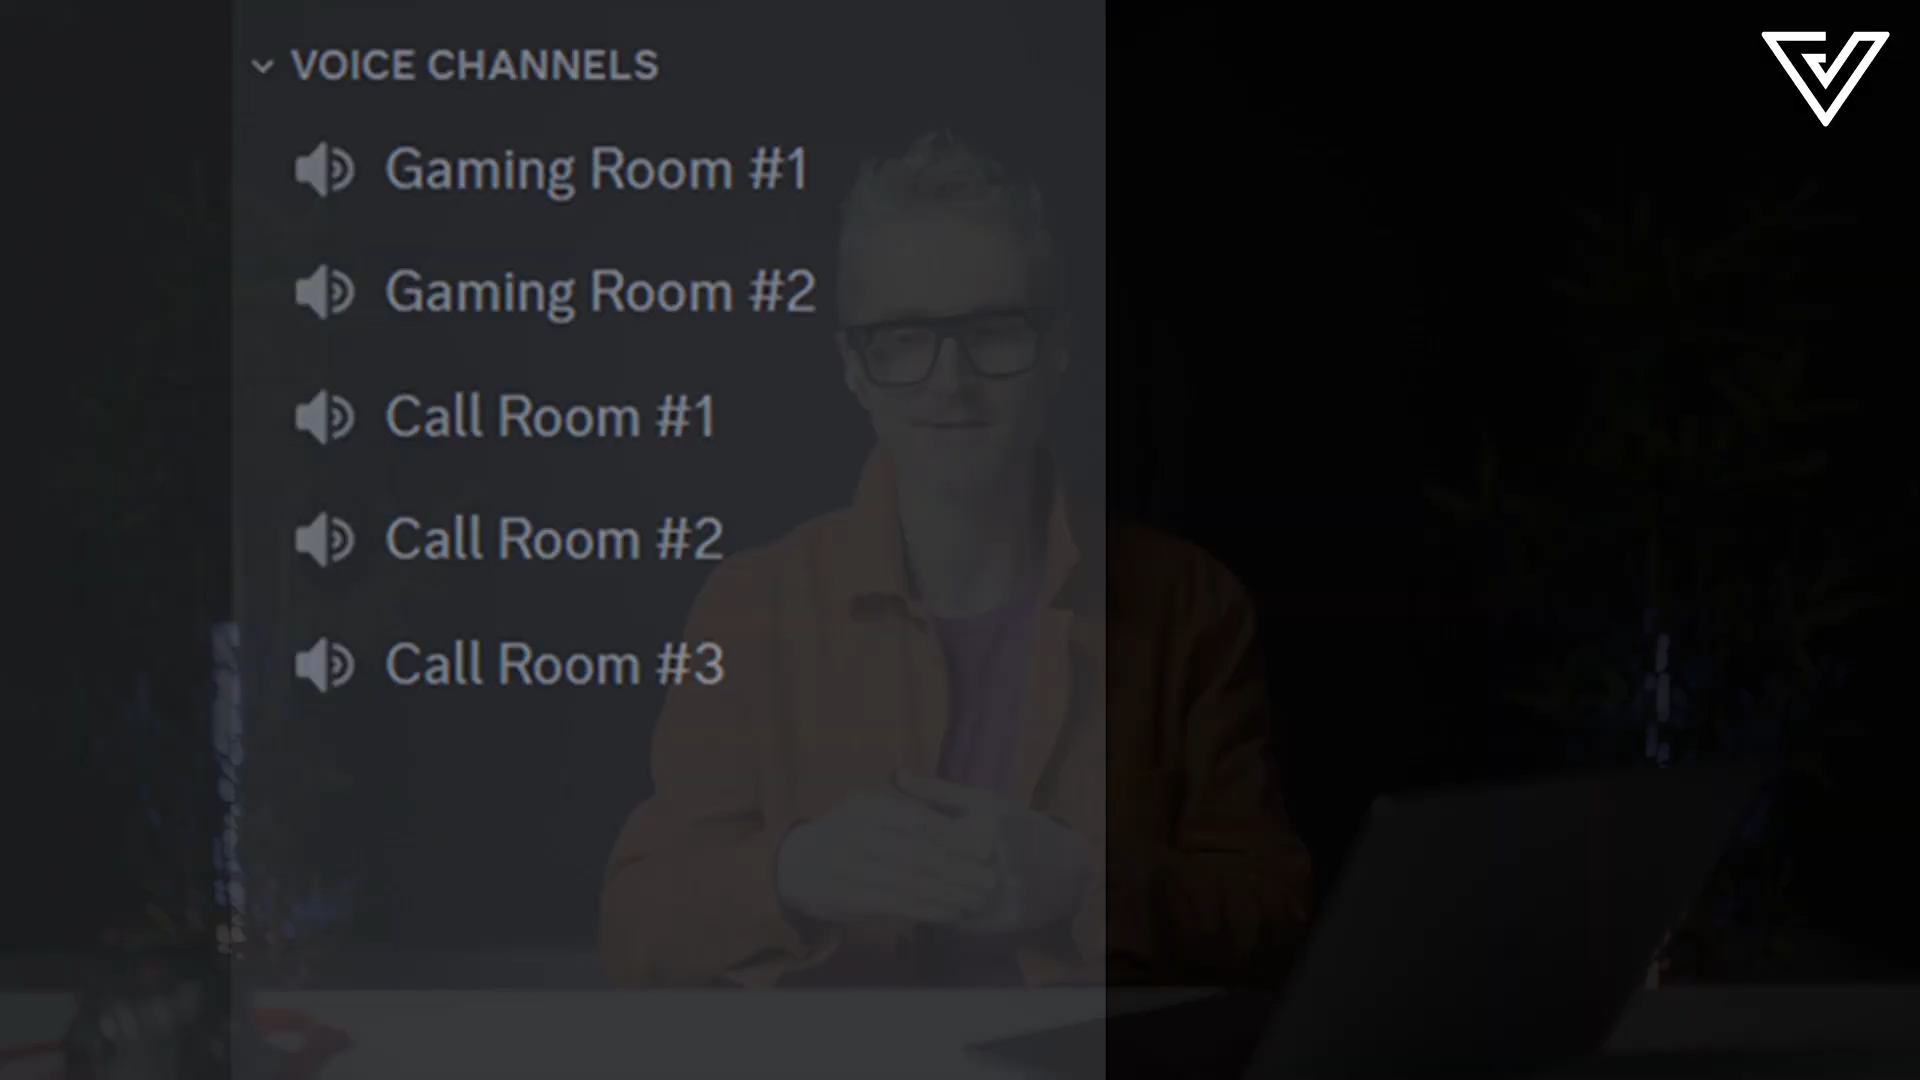 VOICE CHANNELS
Gaming Room #1
Gaming Room #2
Call Room #1
Call Room #2
Call Room #3